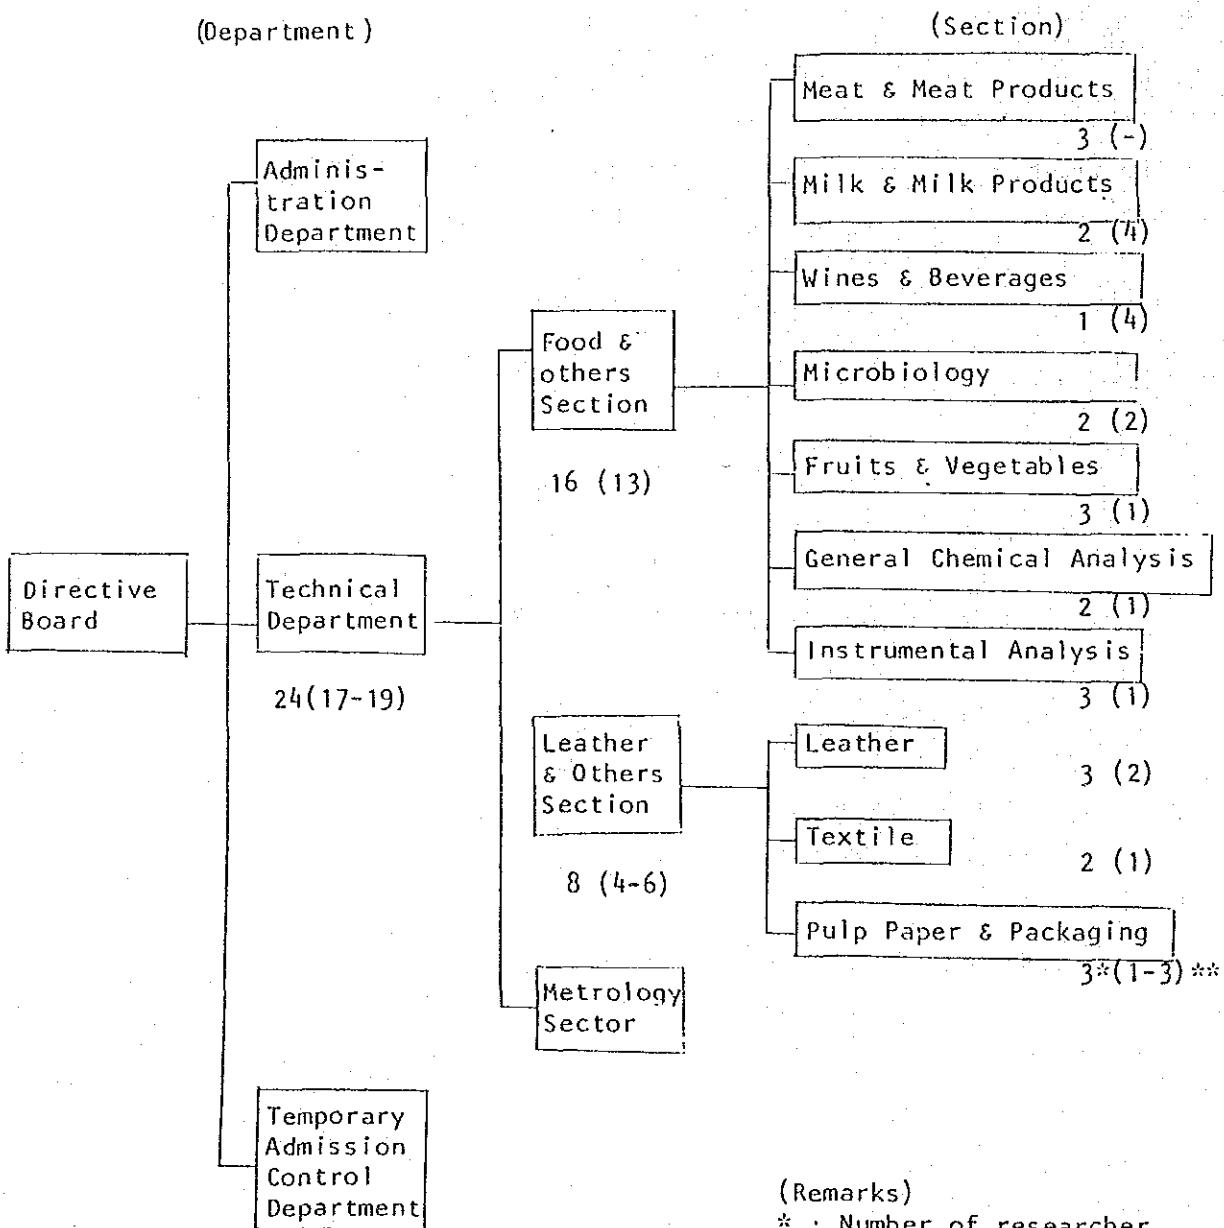 (Department)
(Section)
Meat & Meat Products
3 (-)
Milk & Milk Products
2 (4)
Wines & Beverages
1 (4)
Microbiology
2 (2)
Fruits & Vegetables
3 (1)
General Chemical Analysis
2 (1)
Instrumental Analysis
3 (1)
Adminis-
tration
Department
Food &
others
Section
16 (13)
Directive
Board
Technical
Department
24(17-19)
Leather
& Others
Section
8 (4-6)
Leather
3 (2)
Textile
2 (1)
Pulp Paper & Packaging
3*(1-3)**
Metrology
Sector
Temporary
Admission
Control
Department
(Remarks)
* : Number of researcher